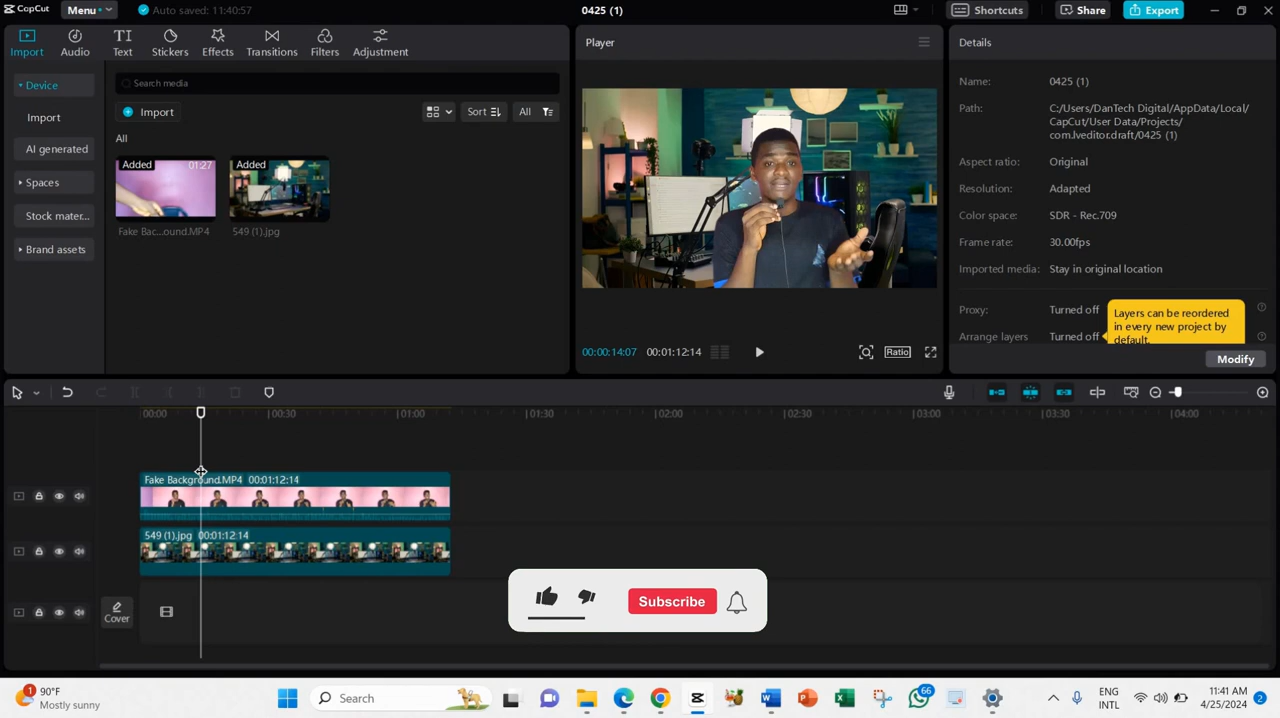 CapCut
Menu
Auto saved: 11:40:57
0425 (1)
Shortcuts
Share
Export
Import
Audio
Text
Stickers
Effects
Transitions
Filters
Adjustment
Device
Import
AI generated
Spaces
Stock mater...
Brand assets
Search media
Import
Sort
All
All
Added
01:27
Fake Bac...ound.MP4
Added
549 (1).jpg
Player
00:00:14:07
00:01:12:14
Ratio
Details
Name:
0425 (1)
Path:
C:/Users/DanTech Digital/AppData/Local/
CapCut/User Data/Projects/
com.lveditor.draft/0425 (1)
Aspect ratio:
Original
Resolution:
Adapted
Color space:
SDR - Rec.709
Frame rate:
30.00fps
Imported media:
Stay in original location
Proxy:
Turned off
Arrange layers
Turned off
Layers can be reordered
in every new project by
default.
Modify
00:00
00:30
01:00
01:30
02:00
02:30
03:00
03:30
04:00
Fake Background.MP4 00:01:12:14
549 (1).jpg 00:01:12:14
Cover
Subscribe
1
90°F
Mostly sunny
Search
66
ENG
INTL
11:41 AM
4/25/2024
2